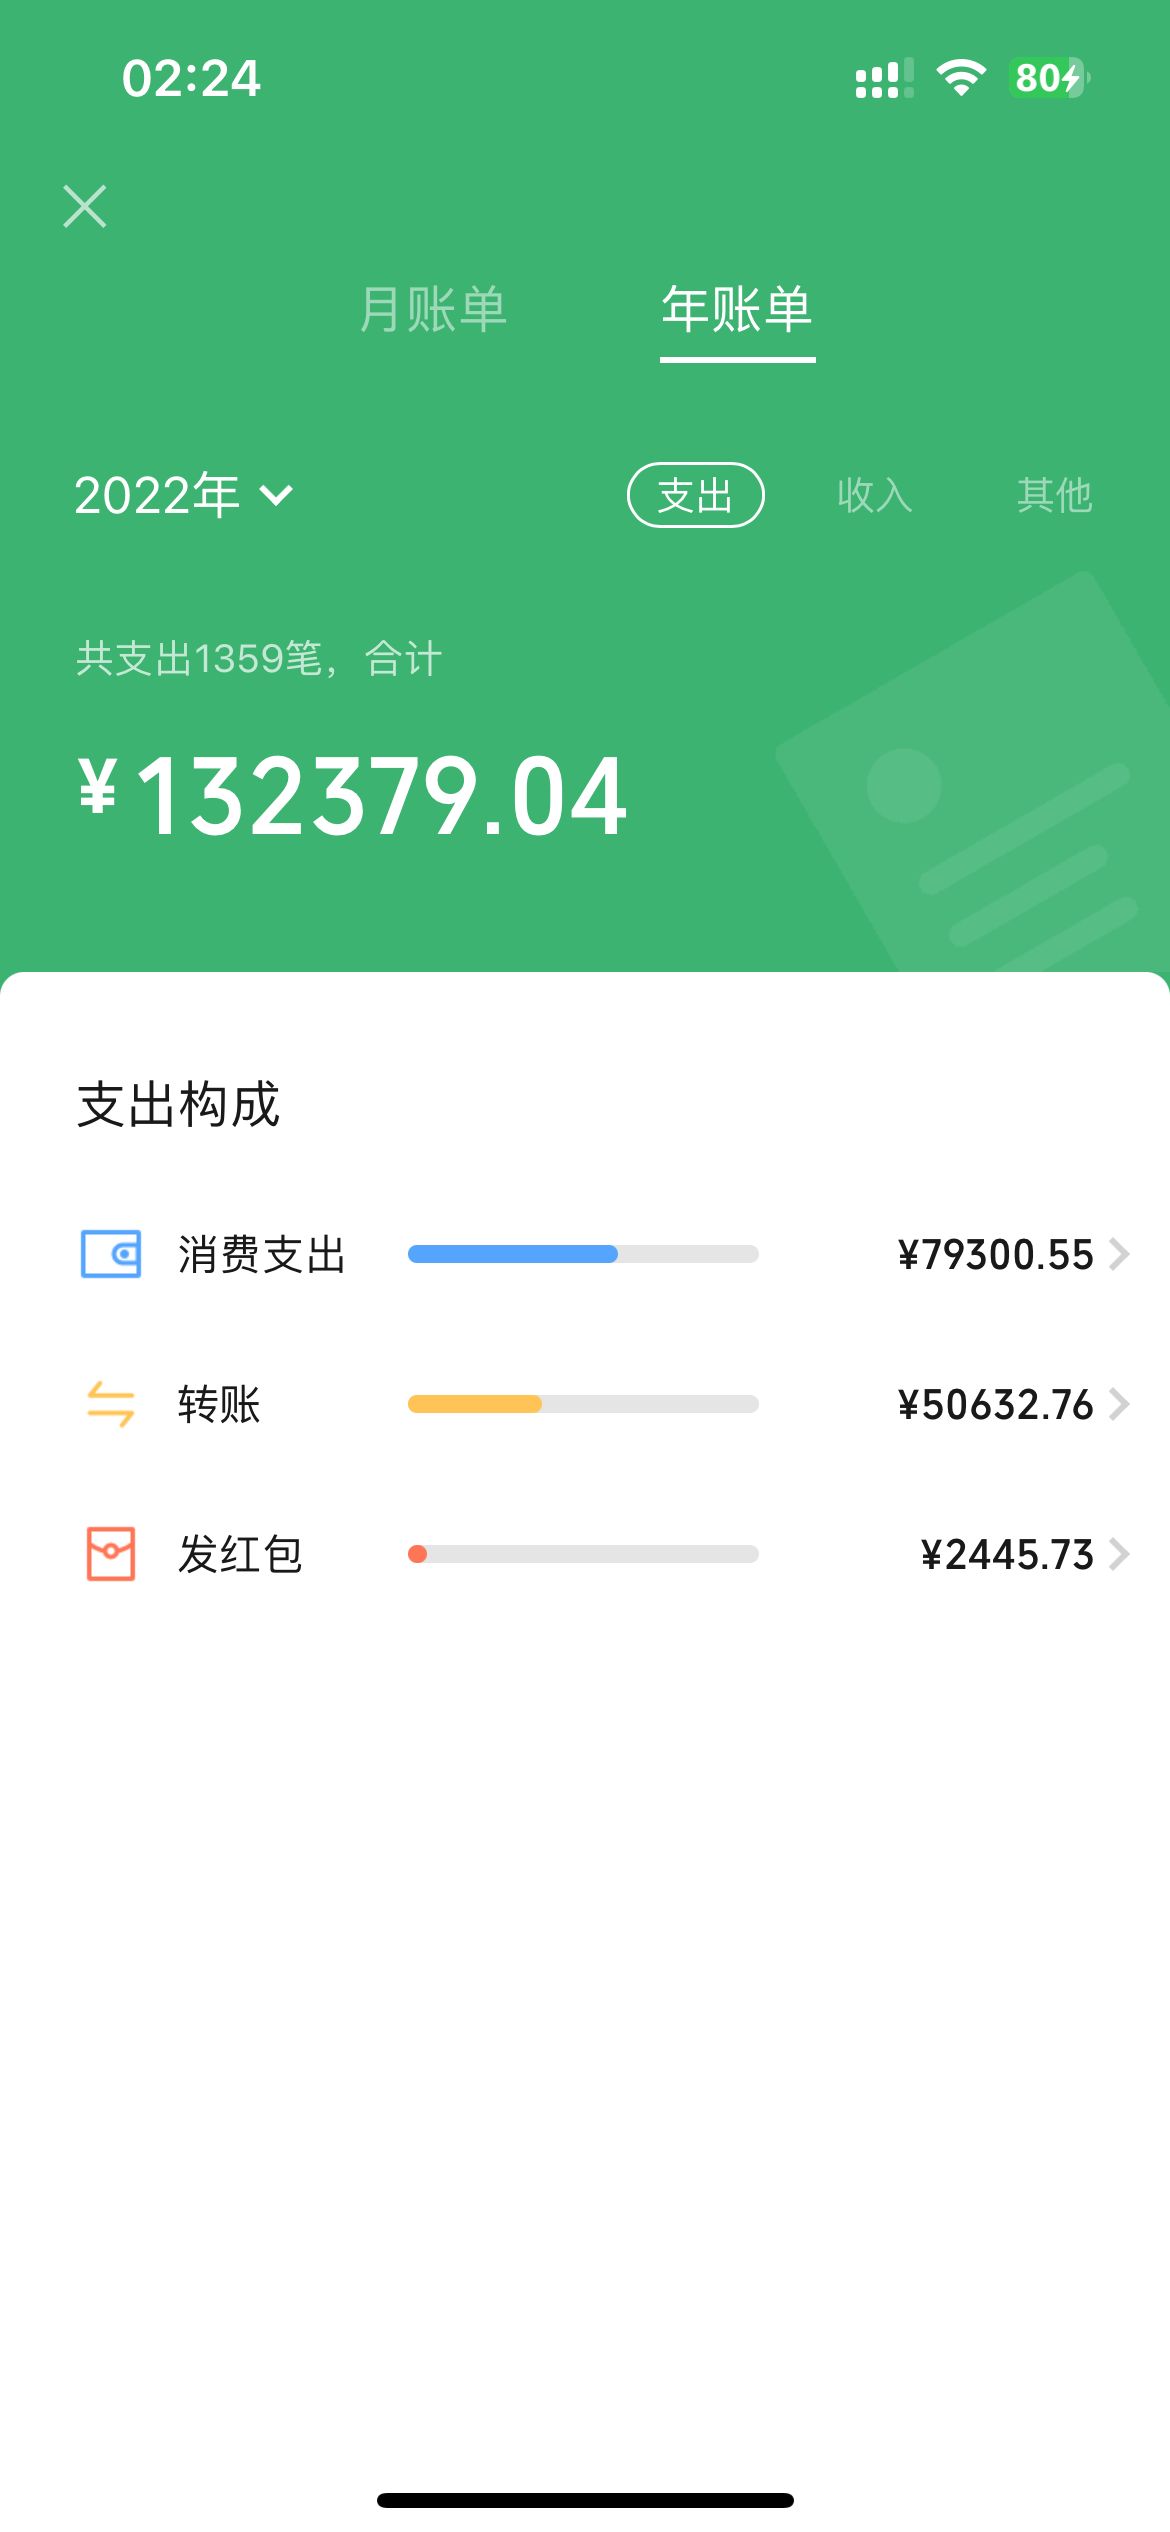 02:24 80
月账单 年账单
2022年 支出 收入 其他
共支出1359笔，合计
¥132379.04
支出构成
消费支出 ¥79300.55
转账 ¥50632.76
发红包 ¥2445.73